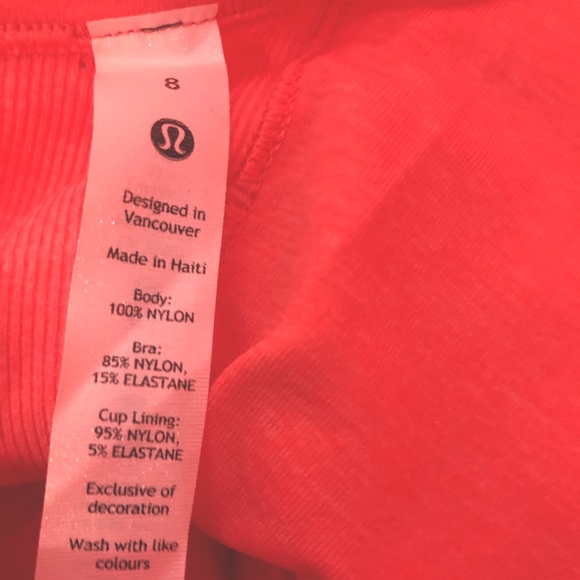 8
Designed in
Vancouver
Made in Haiti
Body:
100% NYLON
Bra:
85% NYLON,
15% ELASTANE
Cup Lining:
95% NYLON,
5% ELASTANE
Exclusive of
decoration
Wash with like
colours